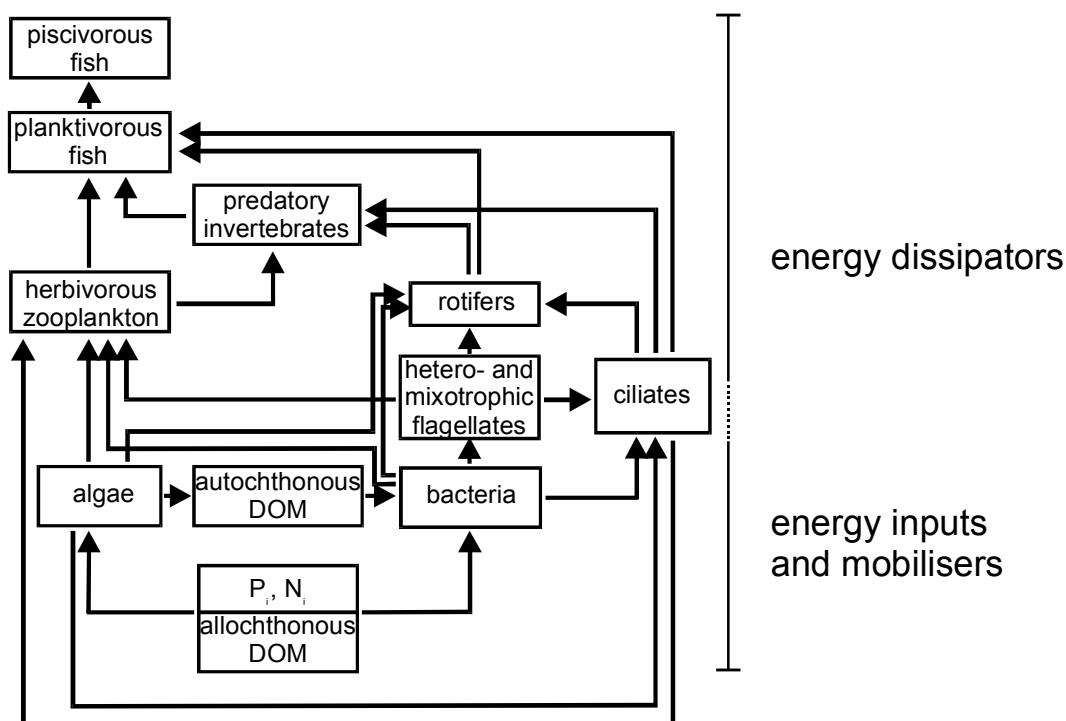 piscivorous
fish
planktivorous
fish
predatory
invertebrates
energy dissipators
herbivorous
zooplankton
rotifers
hetero- and
mixotrophic
flagellates
ciliates
algae
autochthonous
DOM
bacteria
energy inputs
and mobilisers
P i, N i
allochthonous
DOM